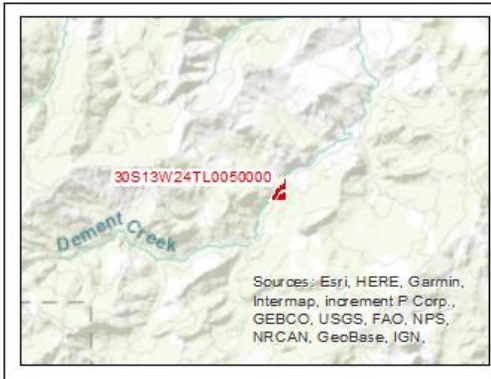 30S13W24TL0050000
Dement Creek
Sources: Esri, HERE, Garmin,
Intermap, increment P Corp.,
GEBCO, USGS, FAO, NPS,
NRCAN, GeoBase, IGN,